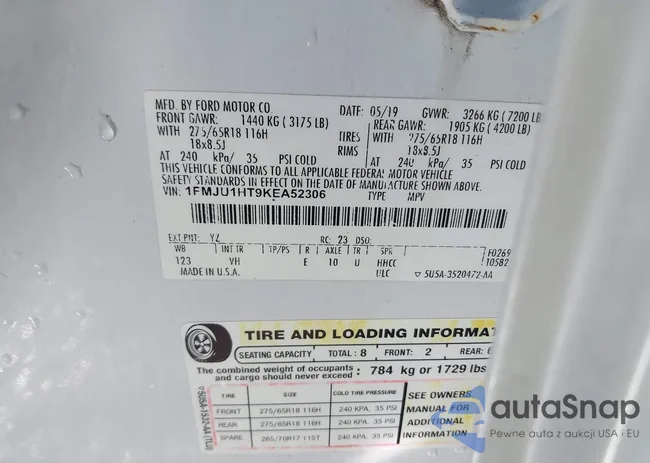 MFD. BY FORD MOTOR CO.
DATE: 05/19 GVWR: 3266 KG (7200 LB
FRONT GAWR: 1440 KG (3175 LB) REAR GAWR: 1905 KG (4200 LB)
WITH 275/65R18 116H TIRES WITH 275/65R18 116H
18x8.5J RIMS 18x8.5J
AT 240 kPa/ 35 PSI COLD AT 240 kPa/ 35 PSI COLD
THIS VEHICLE CONFORMS TO ALL APPLICABLE FEDERAL MOTOR VEHICLE
SAFETY STANDARDS IN EFFECT ON THE DATE OF MANUFACTURE SHOWN ABOVE.
VIN: 1FMJU1HT9KEA52306 TYPE MPV
EXT PNT: YZ RC: 23 DSO: F0269
WB INT TR TP/PS R AXLE TR SPR T0582
123 VH E 10 U HHCC
MADE IN U.S.A. ULC ▽ 5U5A-3520472-AA
TIRE AND LOADING INFORMAT
SEATING CAPACITY TOTAL: 8 FRONT: 2 REAR: 6
The combined weight of occupants and cargo should never exceed: 784 kg or 1729 lbs
TIRE SIZE COLD TIRE PRESSURE
FRONT 275/65R18 116H 240 KPA, 35 PSI
REAR 275/65R18 116H 240 KPA, 35 PSI
SPARE 265/70R17 115T 240 KPA, 35 PSI
SEE OWNERS
MANUAL FOR
ADDITIONAL
INFORMATION
autoSnap
Pewne auta z aukcji USA i EU